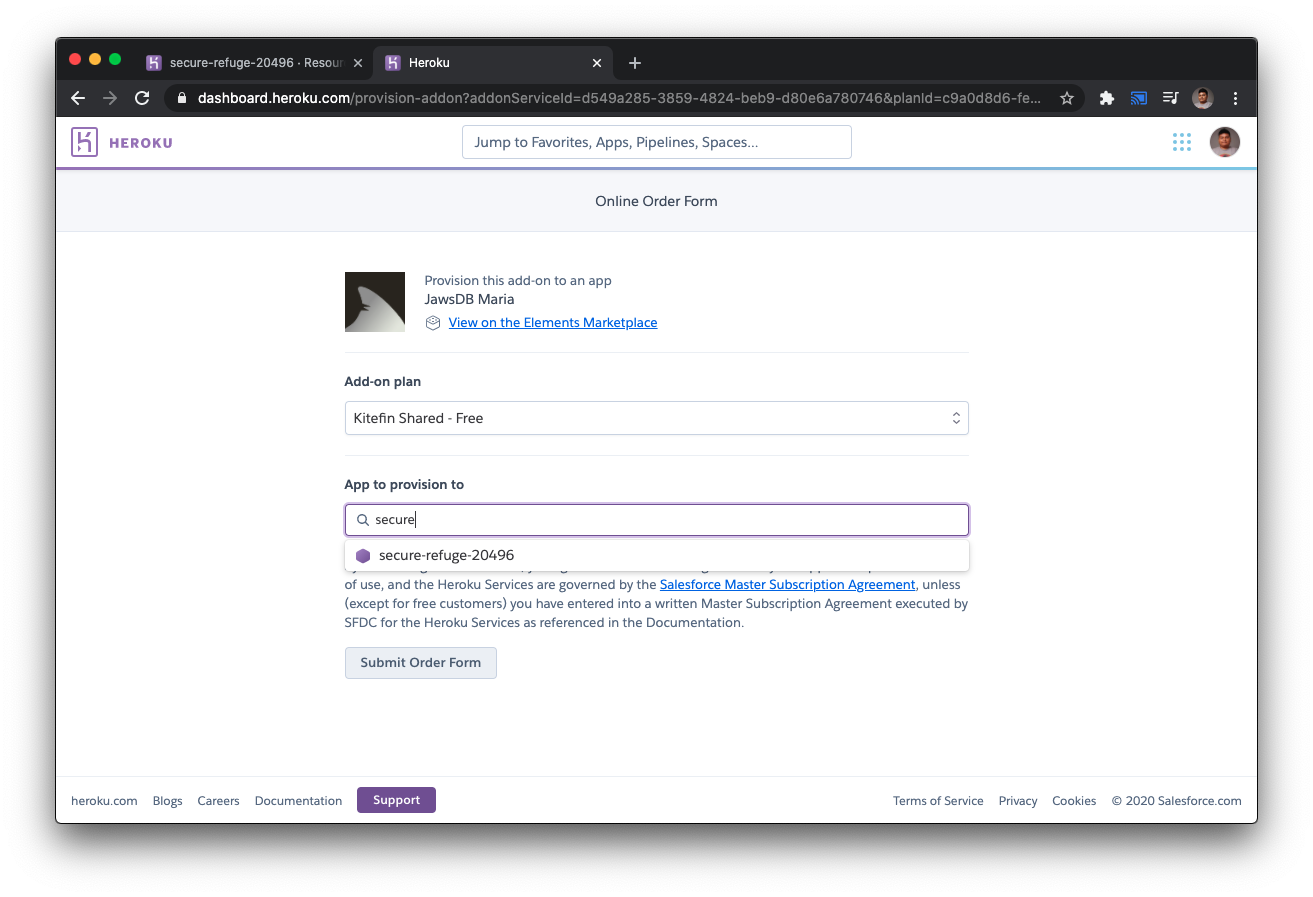 secure-refuge-20496 · Resour
Heroku
dashboard.heroku.com/provision-addon?addonServiceId=d549a285-3859-4824-beb9-d80e6a780746&planId=c9a0d8d6-fe...
HEROKU
Jump to Favorites, Apps, Pipelines, Spaces...
Online Order Form
Provision this add-on to an app
JawsDB Maria
View on the Elements Marketplace
Add-on plan
Kitefin Shared - Free
App to provision to
secure
secure-refuge-20496
of use, and the Heroku Services are governed by the Salesforce Master Subscription Agreement, unless
(except for free customers) you have entered into a written Master Subscription Agreement executed by
SFDC for the Heroku Services as referenced in the Documentation.
Submit Order Form
heroku.com Blogs Careers Documentation Support Terms of Service Privacy Cookies © 2020 Salesforce.com